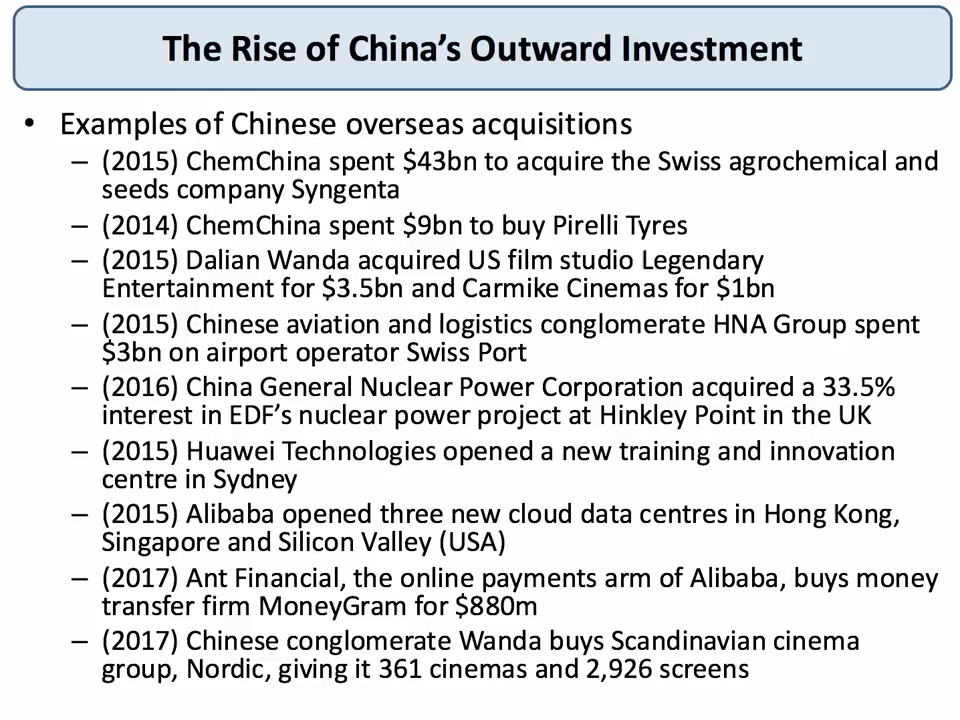 The Rise of China’s Outward Investment
• Examples of Chinese overseas acquisitions
– (2015) ChemChina spent $43bn to acquire the Swiss agrochemical and
seeds company Syngenta
– (2014) ChemChina spent $9bn to buy Pirelli Tyres
– (2015) Dalian Wanda acquired US film studio Legendary
Entertainment for $3.5bn and Carmike Cinemas for $1bn
– (2015) Chinese aviation and logistics conglomerate HNA Group spent
$3bn on airport operator Swiss Port
– (2016) China General Nuclear Power Corporation acquired a 33.5%
interest in EDF’s nuclear power project at Hinkley Point in the UK
– (2015) Huawei Technologies opened a new training and innovation
centre in Sydney
– (2015) Alibaba opened three new cloud data centres in Hong Kong,
Singapore and Silicon Valley (USA)
– (2017) Ant Financial, the online payments arm of Alibaba, buys money
transfer firm MoneyGram for $880m
– (2017) Chinese conglomerate Wanda buys Scandinavian cinema
group, Nordic, giving it 361 cinemas and 2,926 screens